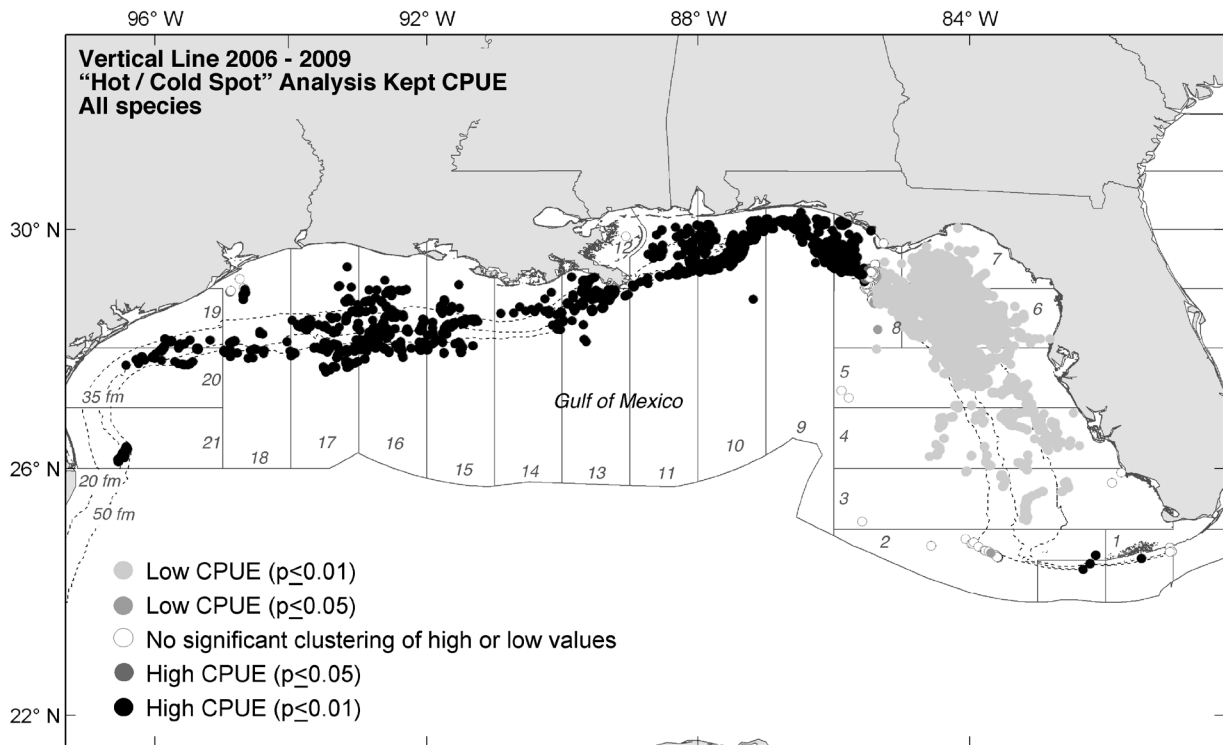 96° W 92° W 88° W 84° W
Vertical Line 2006 - 2009
“Hot / Cold Spot” Analysis Kept CPUE
All species
30° N
12
7
19
6
8
20
5
35 fm
Gulf of Mexico
21
18
17
16
15
14
13
11
10
9
4
26° N
20 fm
50 fm
3
2
1
Low CPUE (p≤0.01)
Low CPUE (p≤0.05)
No significant clustering of high or low values
High CPUE (p≤0.05)
High CPUE (p≤0.01)
22° N